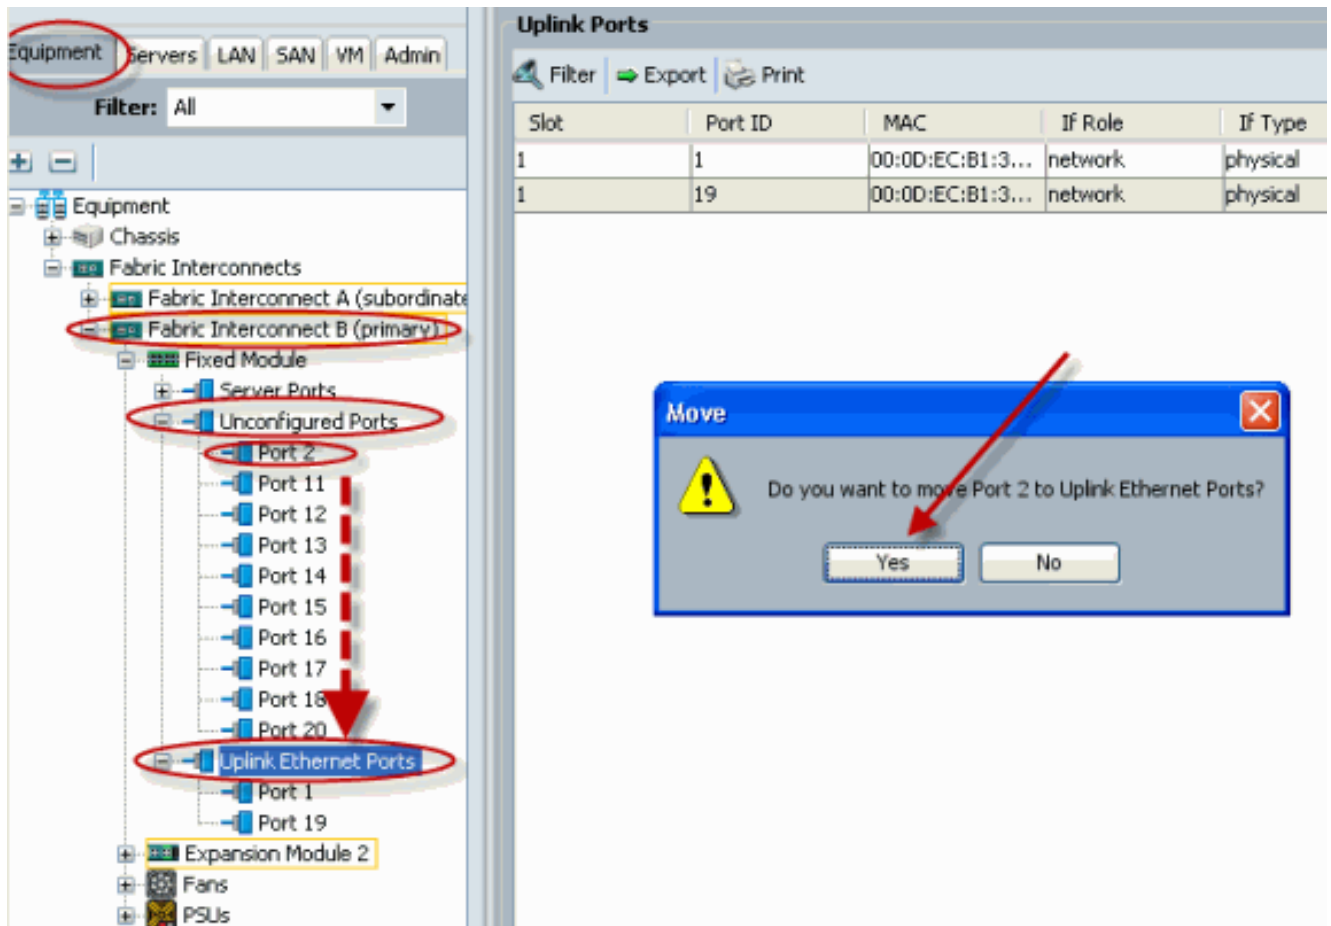 Equipment Servers LAN SAN VM Admin
Filter: All
Equipment
Chassis
Fabric Interconnects
Fabric Interconnect A (subordinate
Fabric Interconnect B (primary)
Fixed Module
Server Ports
Unconfigured Ports
Port 2
Port 11
Port 12
Port 13
Port 14
Port 15
Port 16
Port 17
Port 18
Port 20
Uplink Ethernet Ports
Port 1
Port 19
Expansion Module 2
Fans
PSUs
Uplink Ports
Filter Export Print
Slot Port ID MAC If Role If Type
1 1 00:0D:EC:B1:3... network physical
1 19 00:0D:EC:B1:3... network physical
Move
Do you want to move Port 2 to Uplink Ethernet Ports?
Yes No